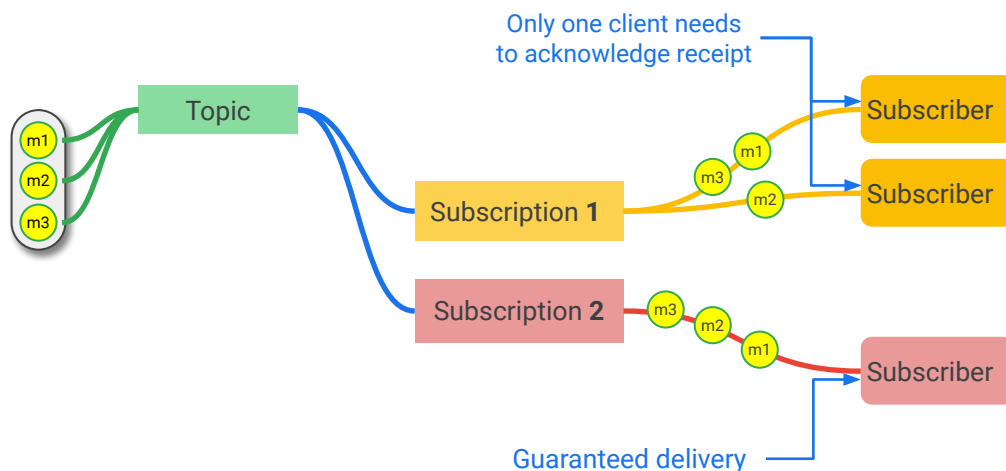 Only one client needs
to acknowledge receipt
Topic
Subscriber
m1
m2
m3
m1
m3
m2
Subscription 1
Subscriber
Subscription 2
m3
m2
m1
Subscriber
Guaranteed delivery